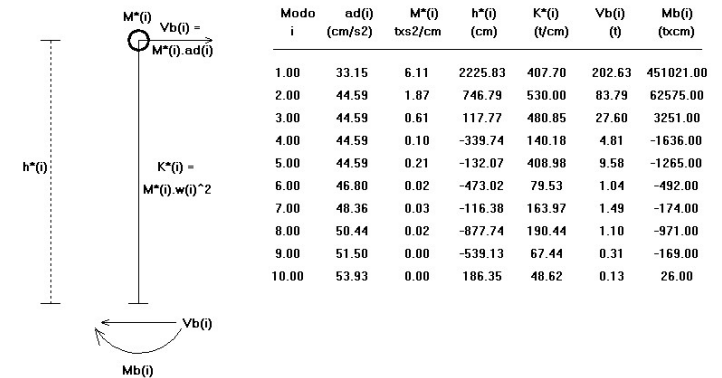 M*(i)
Vb(i) =
M*(i).ad(i)
h*(i)
K*(i) =
M*(i).w(i)^2
Vb(i)
Mb(i)
Modo ad(i) M*(i) h*(i) K*(i) Vb(i) Mb(i)
i (cm/s2) txs2/cm (cm) (t/cm) (t) (txcm)
1.00 33.15 6.11 2225.83 407.70 202.63 451021.00
2.00 44.59 1.87 746.79 530.00 83.79 62575.00
3.00 44.59 0.61 117.77 480.85 27.60 3251.00
4.00 44.59 0.10 -339.74 140.18 4.81 -1636.00
5.00 44.59 0.21 -132.07 408.98 9.58 -1265.00
6.00 46.80 0.02 -473.02 79.53 1.04 -492.00
7.00 48.36 0.03 -116.38 163.97 1.49 -174.00
8.00 50.44 0.02 -877.74 190.44 1.10 -971.00
9.00 51.50 0.00 -539.13 67.44 0.31 -169.00
10.00 53.93 0.00 186.35 48.62 0.13 26.00